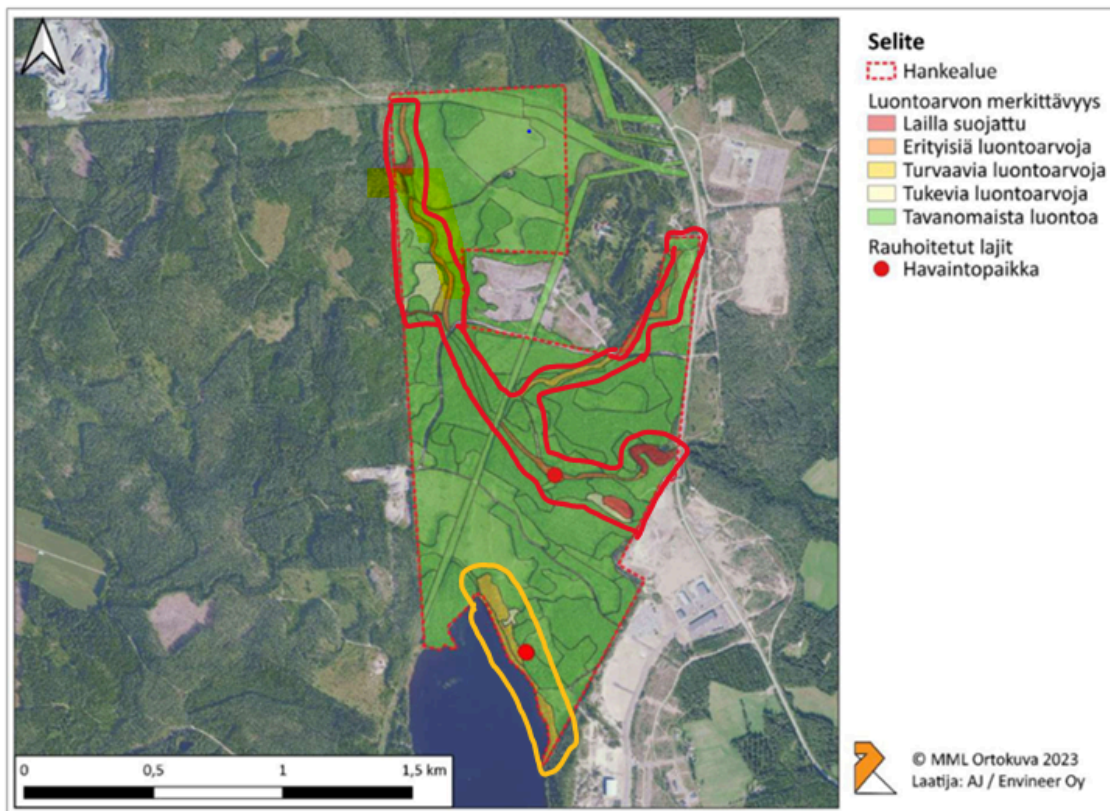 Selite
Hankealue
Luontoarvon merkittävyys
Lailla suojattu
Erityisiä luontoarvoja
Turvaavia luontoarvoja
Tukevia luontoarvoja
Tavanomaista luontoa
Rauhoitetut lajit
Havaintopaikka
0 0,5 1 1,5 km
© MML Ortokuva 2023
Laatija: AJ / Envineer Oy